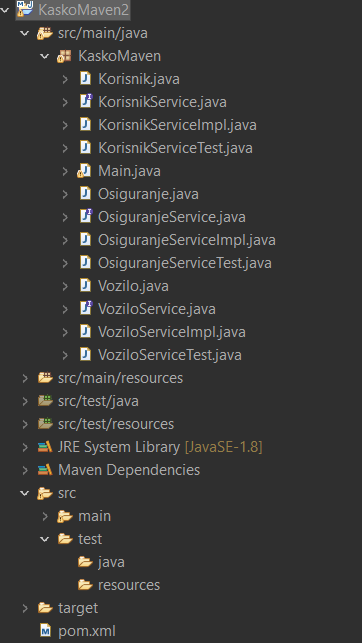 KaskoMaven2
src/main/java
KaskoMaven
Korisnik.java
KorisnikService.java
KorisnikServiceImpl.java
KorisnikServiceTest.java
Main.java
Osiguranje.java
OsiguranjeService.java
OsiguranjeServiceImpl.java
OsiguranjeServiceTest.java
Vozilo.java
VoziloService.java
VoziloServiceImpl.java
VoziloServiceTest.java
src/main/resources
src/test/java
src/test/resources
JRE System Library [JavaSE-1.8]
Maven Dependencies
src
main
test
java
resources
target
pom.xml